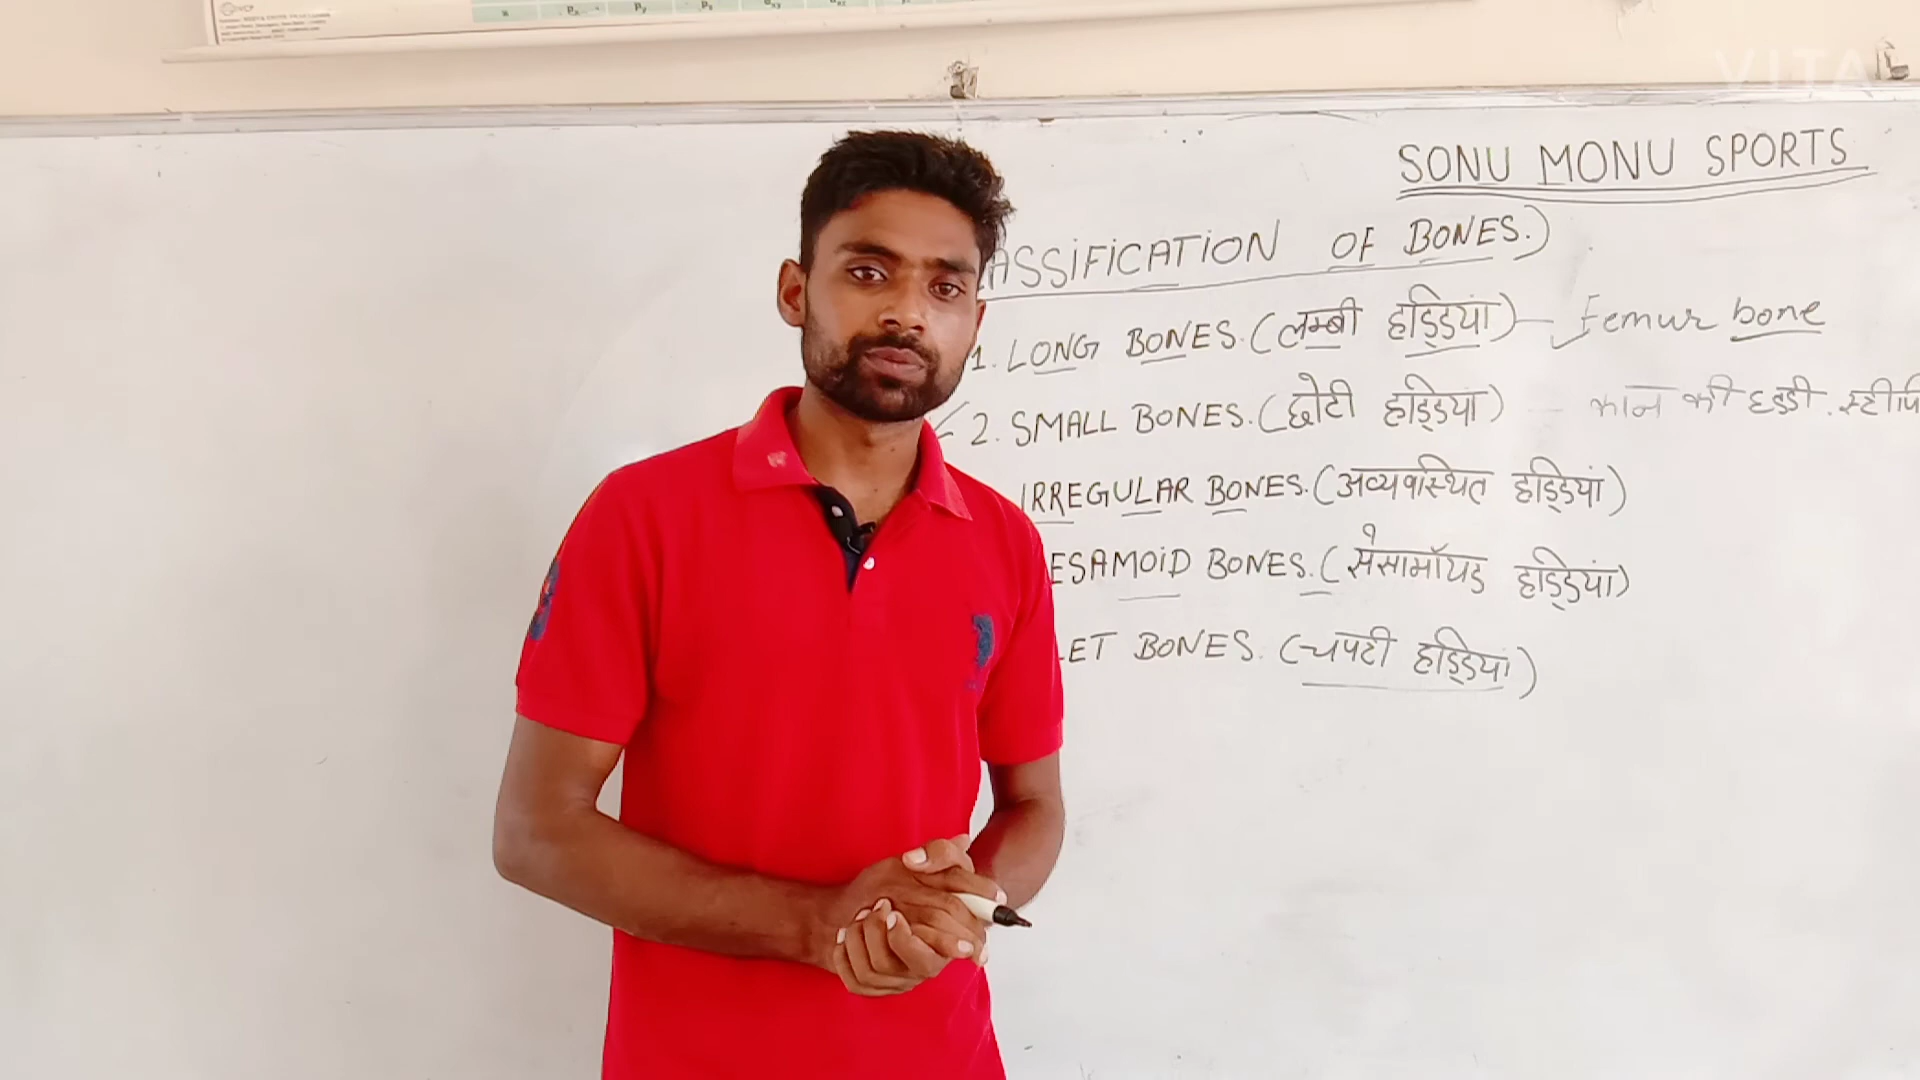 VITA
SONU MONU SPORTS
ASSIFICATION OF BONES.)
1. LONG BONES. (लम्बी हड्डियां) - Femur bone
2. SMALL BONES. (छोटी हड्डियां) कान की हड्डी. स्टीपि
IRREGULAR BONES. (अव्यवस्थित हड्डियां)
ESAMOID BONES. (सेसामॉयड हड्डियां)
LET BONES. (चपटी हड्डियां)